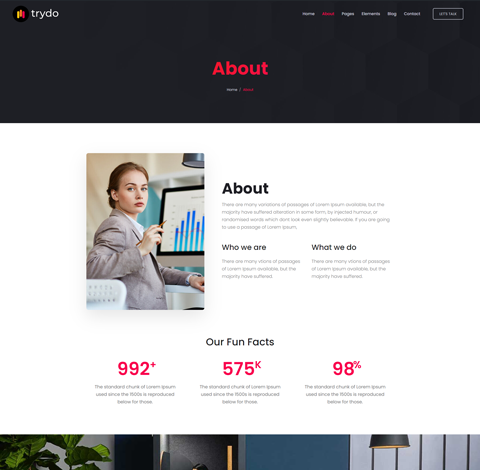 trydo
Home About Pages Elements Blog Contact LET'S TALK
About
Home / About
About
There are many variations of passages of Lorem Ipsum available, but the
majority have suffered alteration in some form, by injected humour, or
randomised words which dont look even slightly believable. If you are going
to use a passage of Lorem Ipsum,
Who we are
There are many vtions of passages
of Lorem Ipsum available, but the
majority have suffered.
What we do
There are many vtions of passages
of Lorem Ipsum available, but the
majority have suffered.
Our Fun Facts
992+
575K
98%
The standard chunk of Lorem Ipsum
used since the 1500s is reproduced
below for those.
The standard chunk of Lorem Ipsum
used since the 1500s is reproduced
below for those.
The standard chunk of Lorem Ipsum
used since the 1500s is reproduced
below for those.